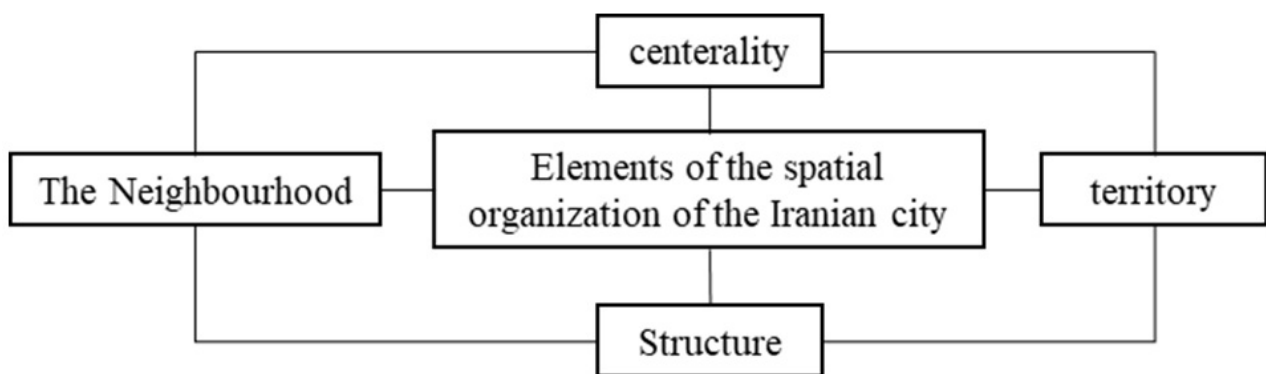 centerality
The Neighbourhood
Elements of the spatial
organization of the Iranian city
territory
Structure